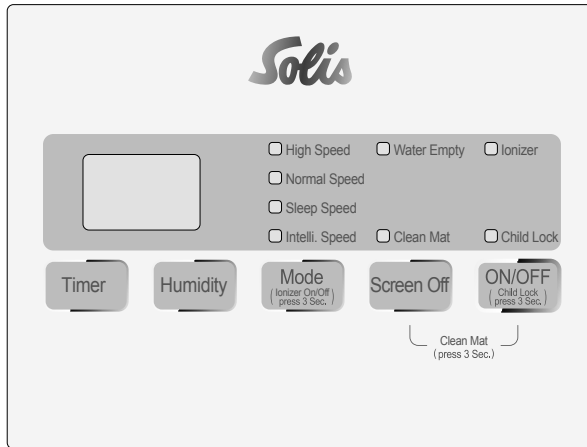 Solis
High Speed Water Empty Ionizer
Normal Speed
Sleep Speed
Intelli. Speed Clean Mat Child Lock
Timer Humidity Mode Screen Off ON/OFF
( Ionizer On/Off press 3 Sec. ) ( Child Lock press 3 Sec. )
Clean Mat
(press 3 Sec.)